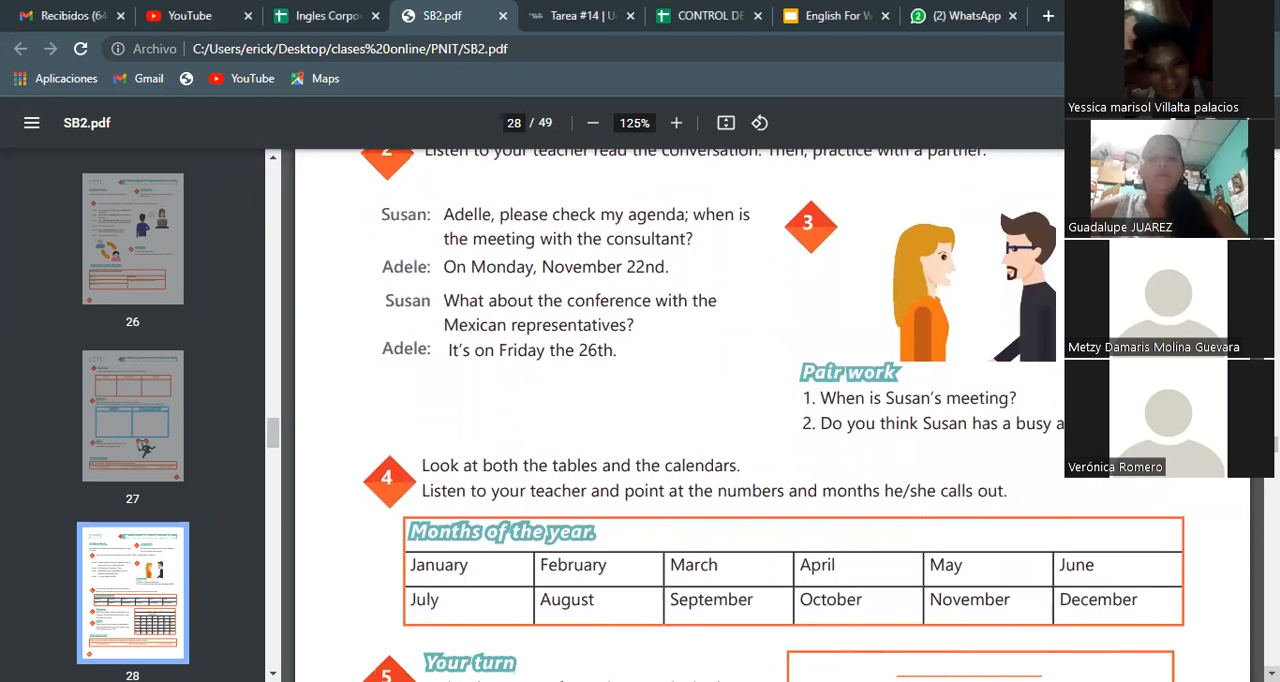 Recibidos (64
YouTube
Ingles Corpo
SB2.pdf
Tarea #14 | U
CONTROL DE
English For W
(2) WhatsApp
Archivo
C:/Users/erick/Desktop/clases%20online/PNIT/SB2.pdf
Aplicaciones
Gmail
YouTube
Maps
SB2.pdf
28 / 49
125%
Yessica marisol Villalta palacios
Guadalupe JUAREZ
Metzy Damaris Molina Guevara
Verónica Romero
26
27
28
2
Listen to your teacher read the conversation. Then, practice with a partner.
Susan: Adelle, please check my agenda; when is
the meeting with the consultant?
Adele: On Monday, November 22nd.
Susan What about the conference with the
Mexican representatives?
Adele: It's on Friday the 26th.
3
Pair work
1. When is Susan's meeting?
2. Do you think Susan has a busy a
4
Look at both the tables and the calendars.
Listen to your teacher and point at the numbers and months he/she calls out.
Months of the year.
January February March April May June
July August September October November December
5
Your turn